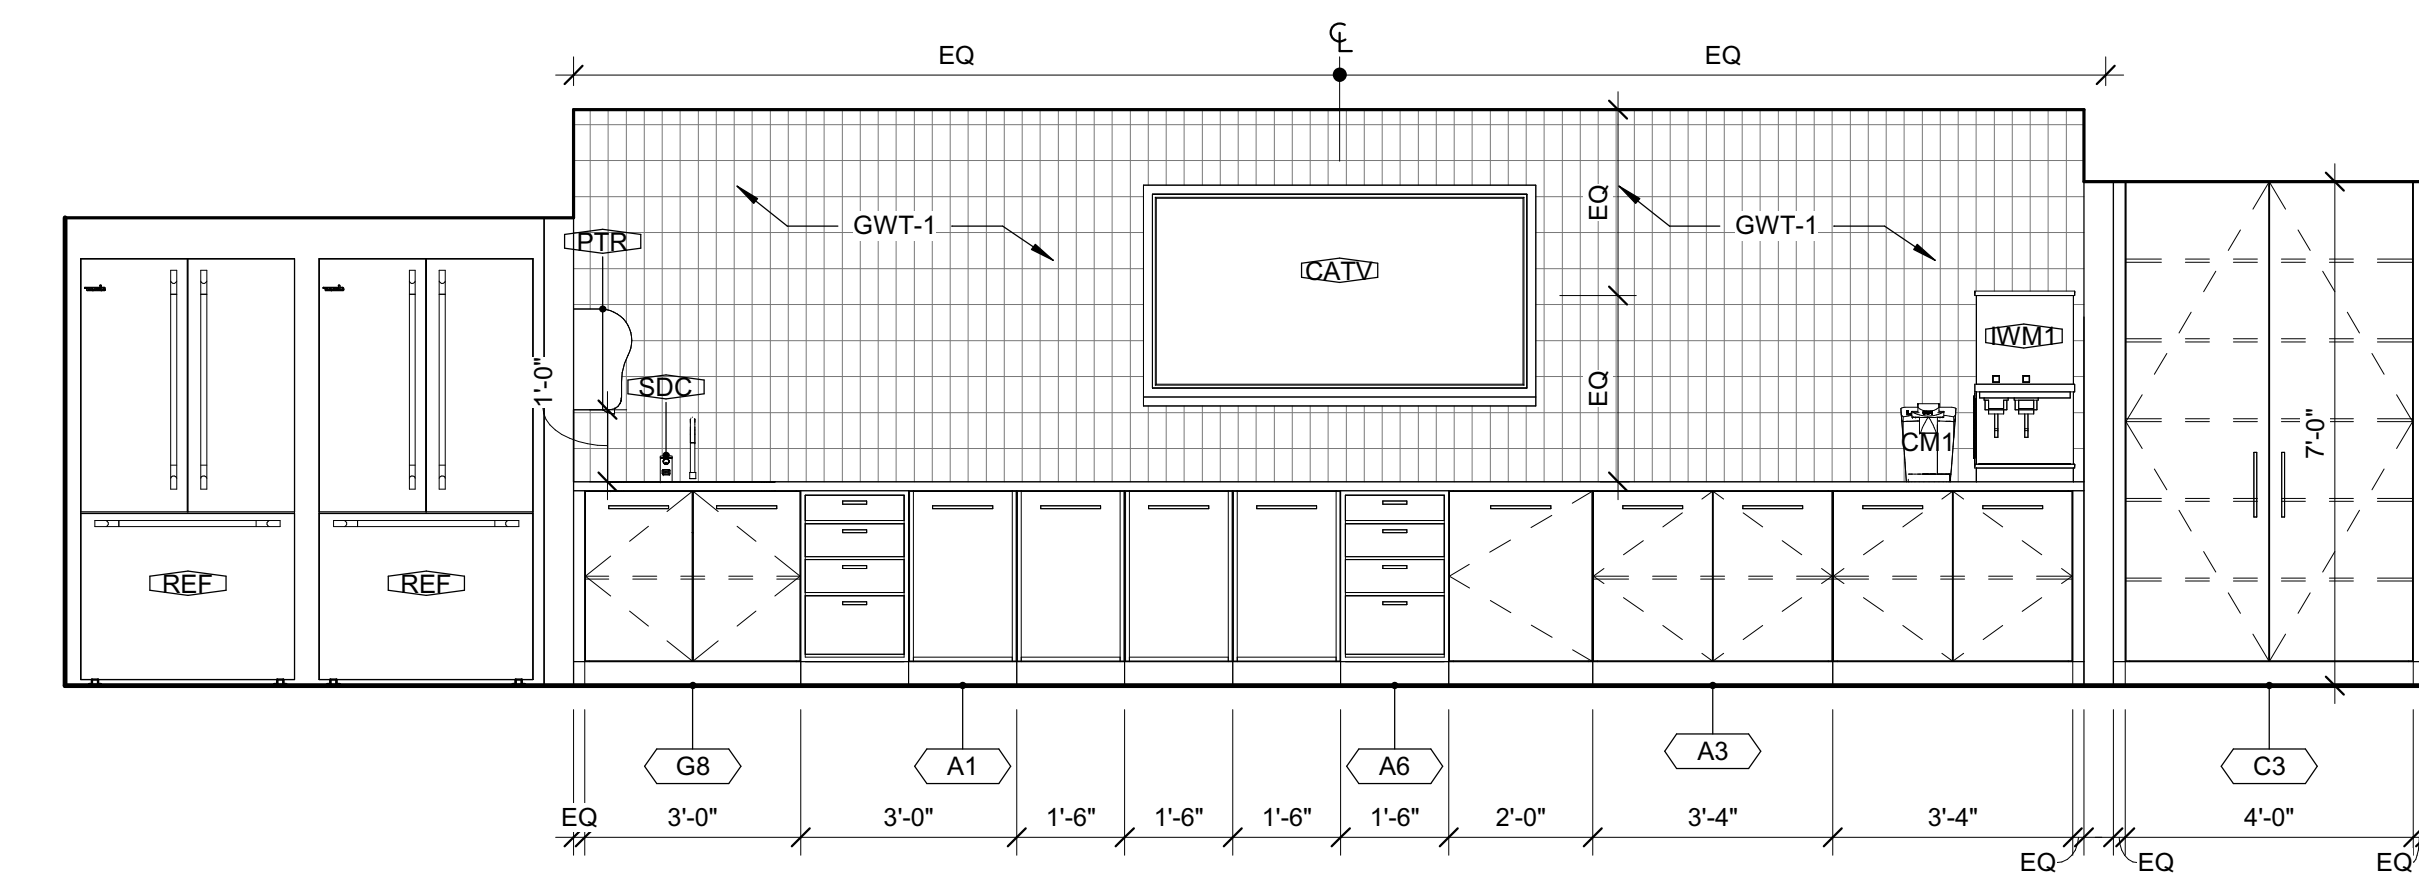 ℄
EQ
EQ
GWT-1
EQ
GWT-1
PTR
CATV
IWM1
1'-0"
SDC
EQ
CM1
7'-0"
REF
REF
G8
A1
A6
A3
C3
EQ
3'-0"
3'-0"
1'-6"
1'-6"
1'-6"
1'-6"
2'-0"
3'-4"
3'-4"
4'-0"
EQ
EQ
EQ